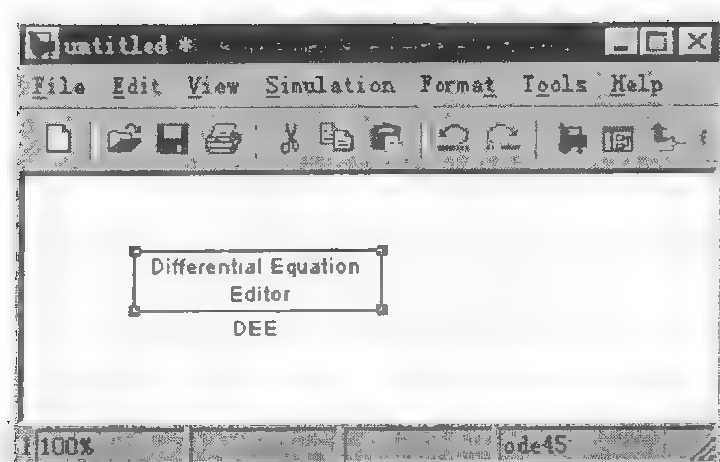 untitled *
File Edit View Simulation Format Tools Help
Differential Equation
Editor
DEE
100%
ode45